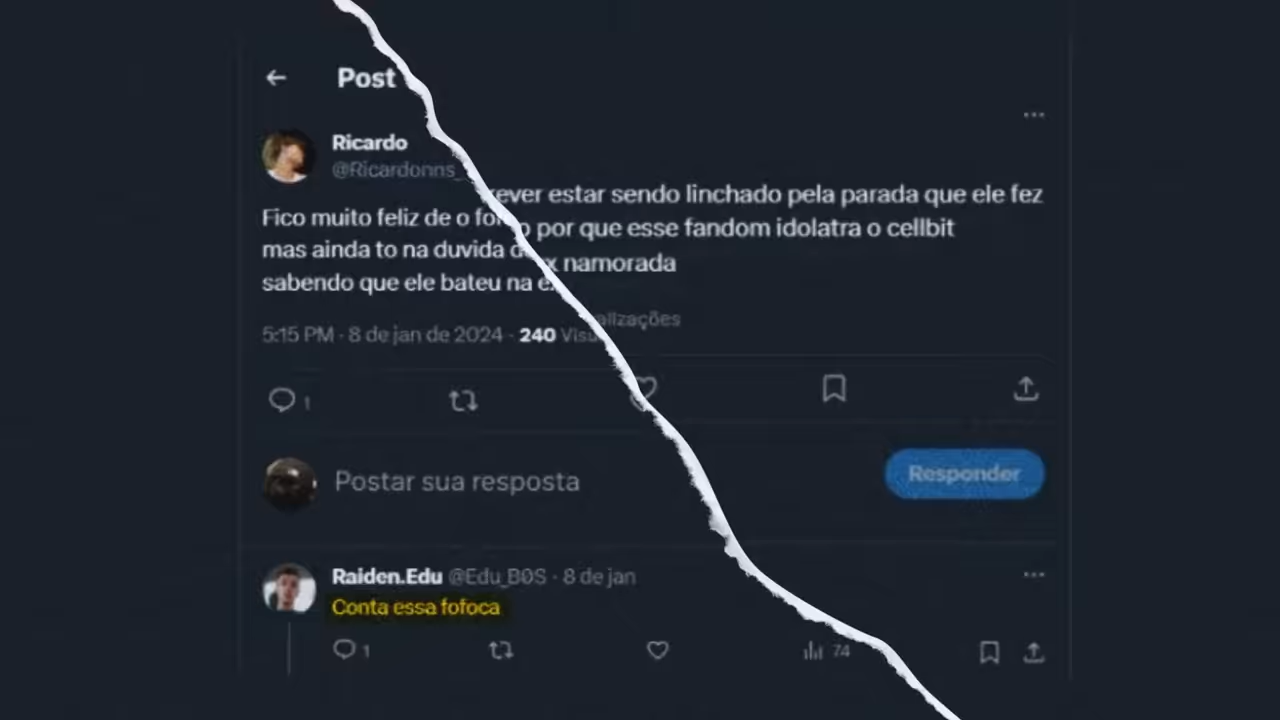 Post
Ricardo
@Ricardonns_
Fico muito feliz de o estar sendo linchado pela parada que ele fez
mas ainda to na duvida por que esse fandom idolatra o cellbit
sabendo que ele bateu na ex namorada
5:15 PM · 8 de jan de 2024 · 240
1
Postar sua resposta
Responder
Raiden.Edu @Edu_B0S · 8 de jan
Conta essa fofoca
1 74